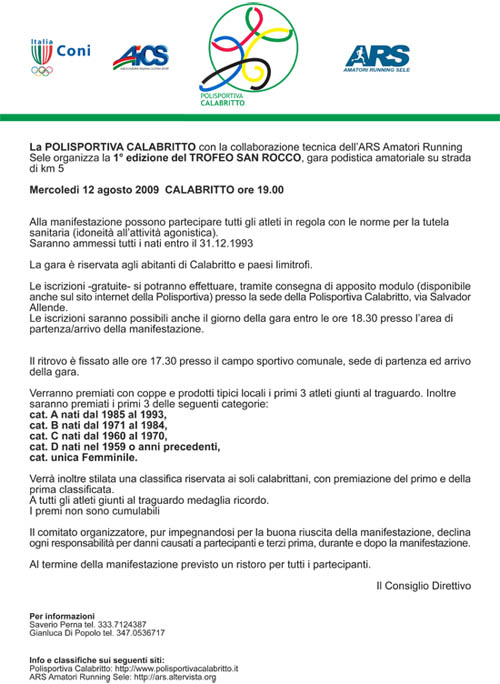 Italia
Coni
AICS
POLISPORTIVA
CALABRITTO
ARS
AMATORI RUNNING SELE
La POLISPORTIVA CALABRITTO con la collaborazione tecnica dell'ARS Amatori Running
Sele organizza la 1° edizione del TROFEO SAN ROCCO, gara podistica amatoriale su strada
di km 5
Mercoledi 12 agosto 2009 CALABRITTO ore 19.00
Alla manifestazione possono partecipare tutti gli atleti in regola con le norme per la tutela
sanitaria (idoneità all'attività agonistica).
Saranno ammessi tutti i nati entro il 31.12.1993
La gara è riservata agli abitanti di Calabritto e paesi limitrofi.
Le iscrizioni -gratuite- si potranno effettuare, tramite consegna di apposito modulo (disponibile
anche sul sito internet della Polisportiva) presso la sede della Polisportiva Calabritto, via Salvador
Allende.
Le iscrizioni saranno possibili anche il giorno della gara entro le ore 18.30 presso l'area di
partenza/arrivo della manifestazione.
Il ritrovo è fissato alle ore 17.30 presso il campo sportivo comunale, sede di partenza ed arrivo
della gara.
Verranno premiati con coppe e prodotti tipici locali i primi 3 atleti giunti al traguardo. Inoltre
saranno premiati i primi 3 delle seguenti categorie:
cat. A nati dal 1985 al 1993,
cat. B nati dal 1971 al 1984,
cat. C nati dal 1960 al 1970,
cat. D nati nel 1959 o anni precedenti,
cat. unica Femminile.
Verrà inoltre stilata una classifica riservata ai soli calabrittani, con premiazione del primo e della
prima classificata.
A tutti gli atleti giunti al traguardo medaglia ricordo.
I premi non sono cumulabili
Il comitato organizzatore, pur impegnandosi per la buona riuscita della manifestazione, declina
ogni responsabilità per danni causati a partecipanti e terzi prima, durante e dopo la manifestazione.
Al termine della manifestazione previsto un ristoro per tutti i partecipanti.
Il Consiglio Direttivo
Per informazioni
Saverio Perna tel. 333.7124387
Gianluca Di Popolo tel. 347.0536717
Info e classifiche sui seguenti siti:
Polisportiva Calabritto: http://www.polisportivacalabritto.it
ARS Amatori Running Sele: http://ars.altervista.org